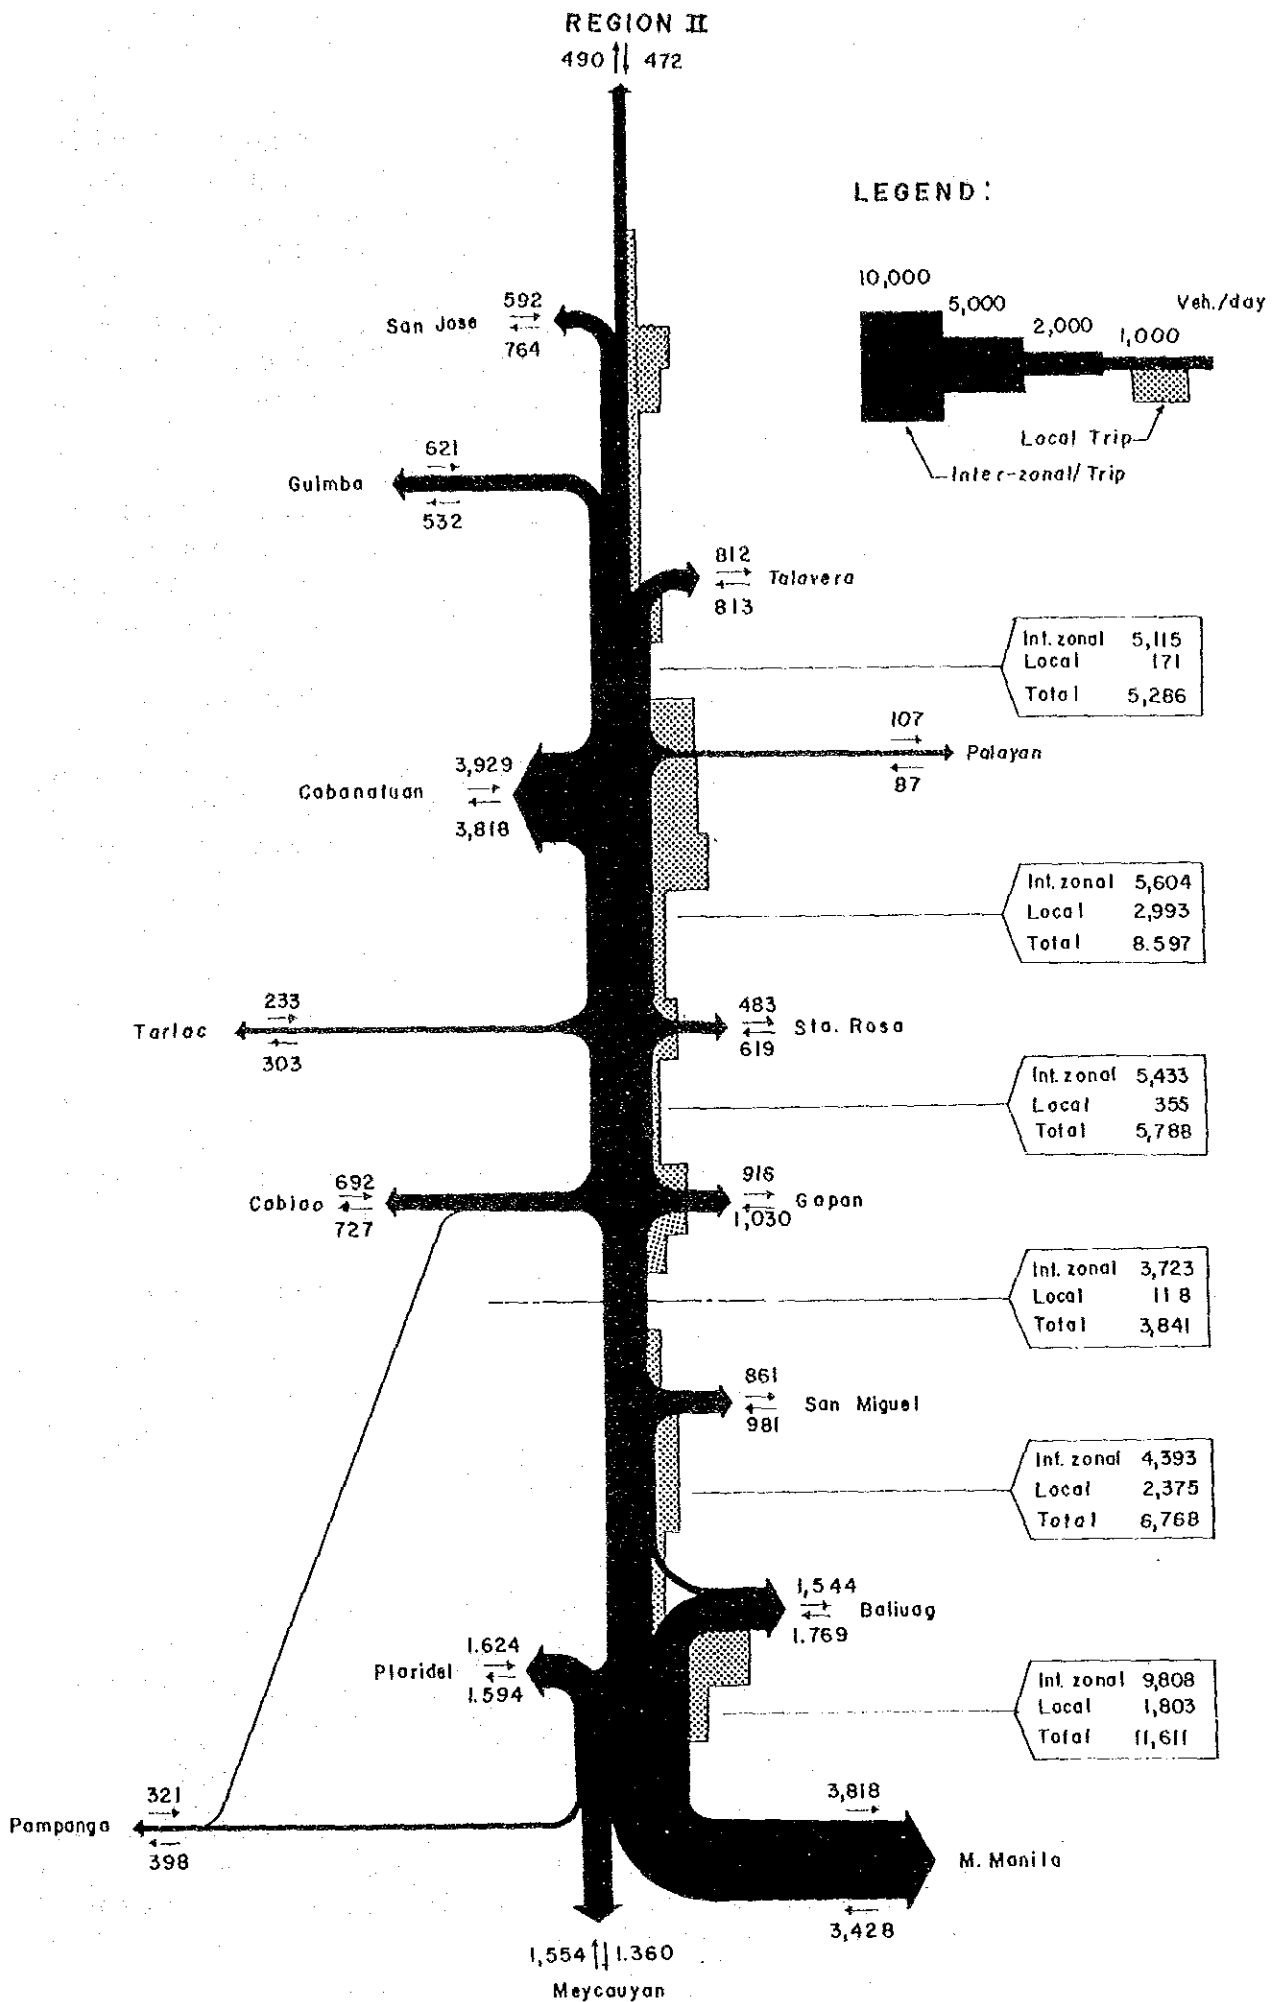 REGION II
490 472
LEGEND:
10,000
5,000
2,000
1,000
Veh./day
Local Trip
Inter-zonal/Trip
592
San Jose
764
621
Guimba
532
812
Talavera
813
Int. zonal 5,115
Local 171
Total 5,286
107
Palayan
87
3,929
Cabanatuan
3,818
Int. zonal 5,604
Local 2,993
Total 8.597
233
Tarlac
303
483
Sta. Rosa
619
Int. zonal 5,433
Local 355
Total 5,788
692
Cabiao
727
916
Gapan
1,030
Int. zonal 3,723
Local 118
Total 3,841
861
San Miguel
981
Int. zonal 4,393
Local 2,375
Total 6,768
1,544
Baliuag
1.769
1.624
Plaridel
1.594
Int. zonal 9,808
Local 1,803
Total 11,611
321
Pampanga
398
3,818
M. Manila
3,428
1,554 1.360
Meycauyan